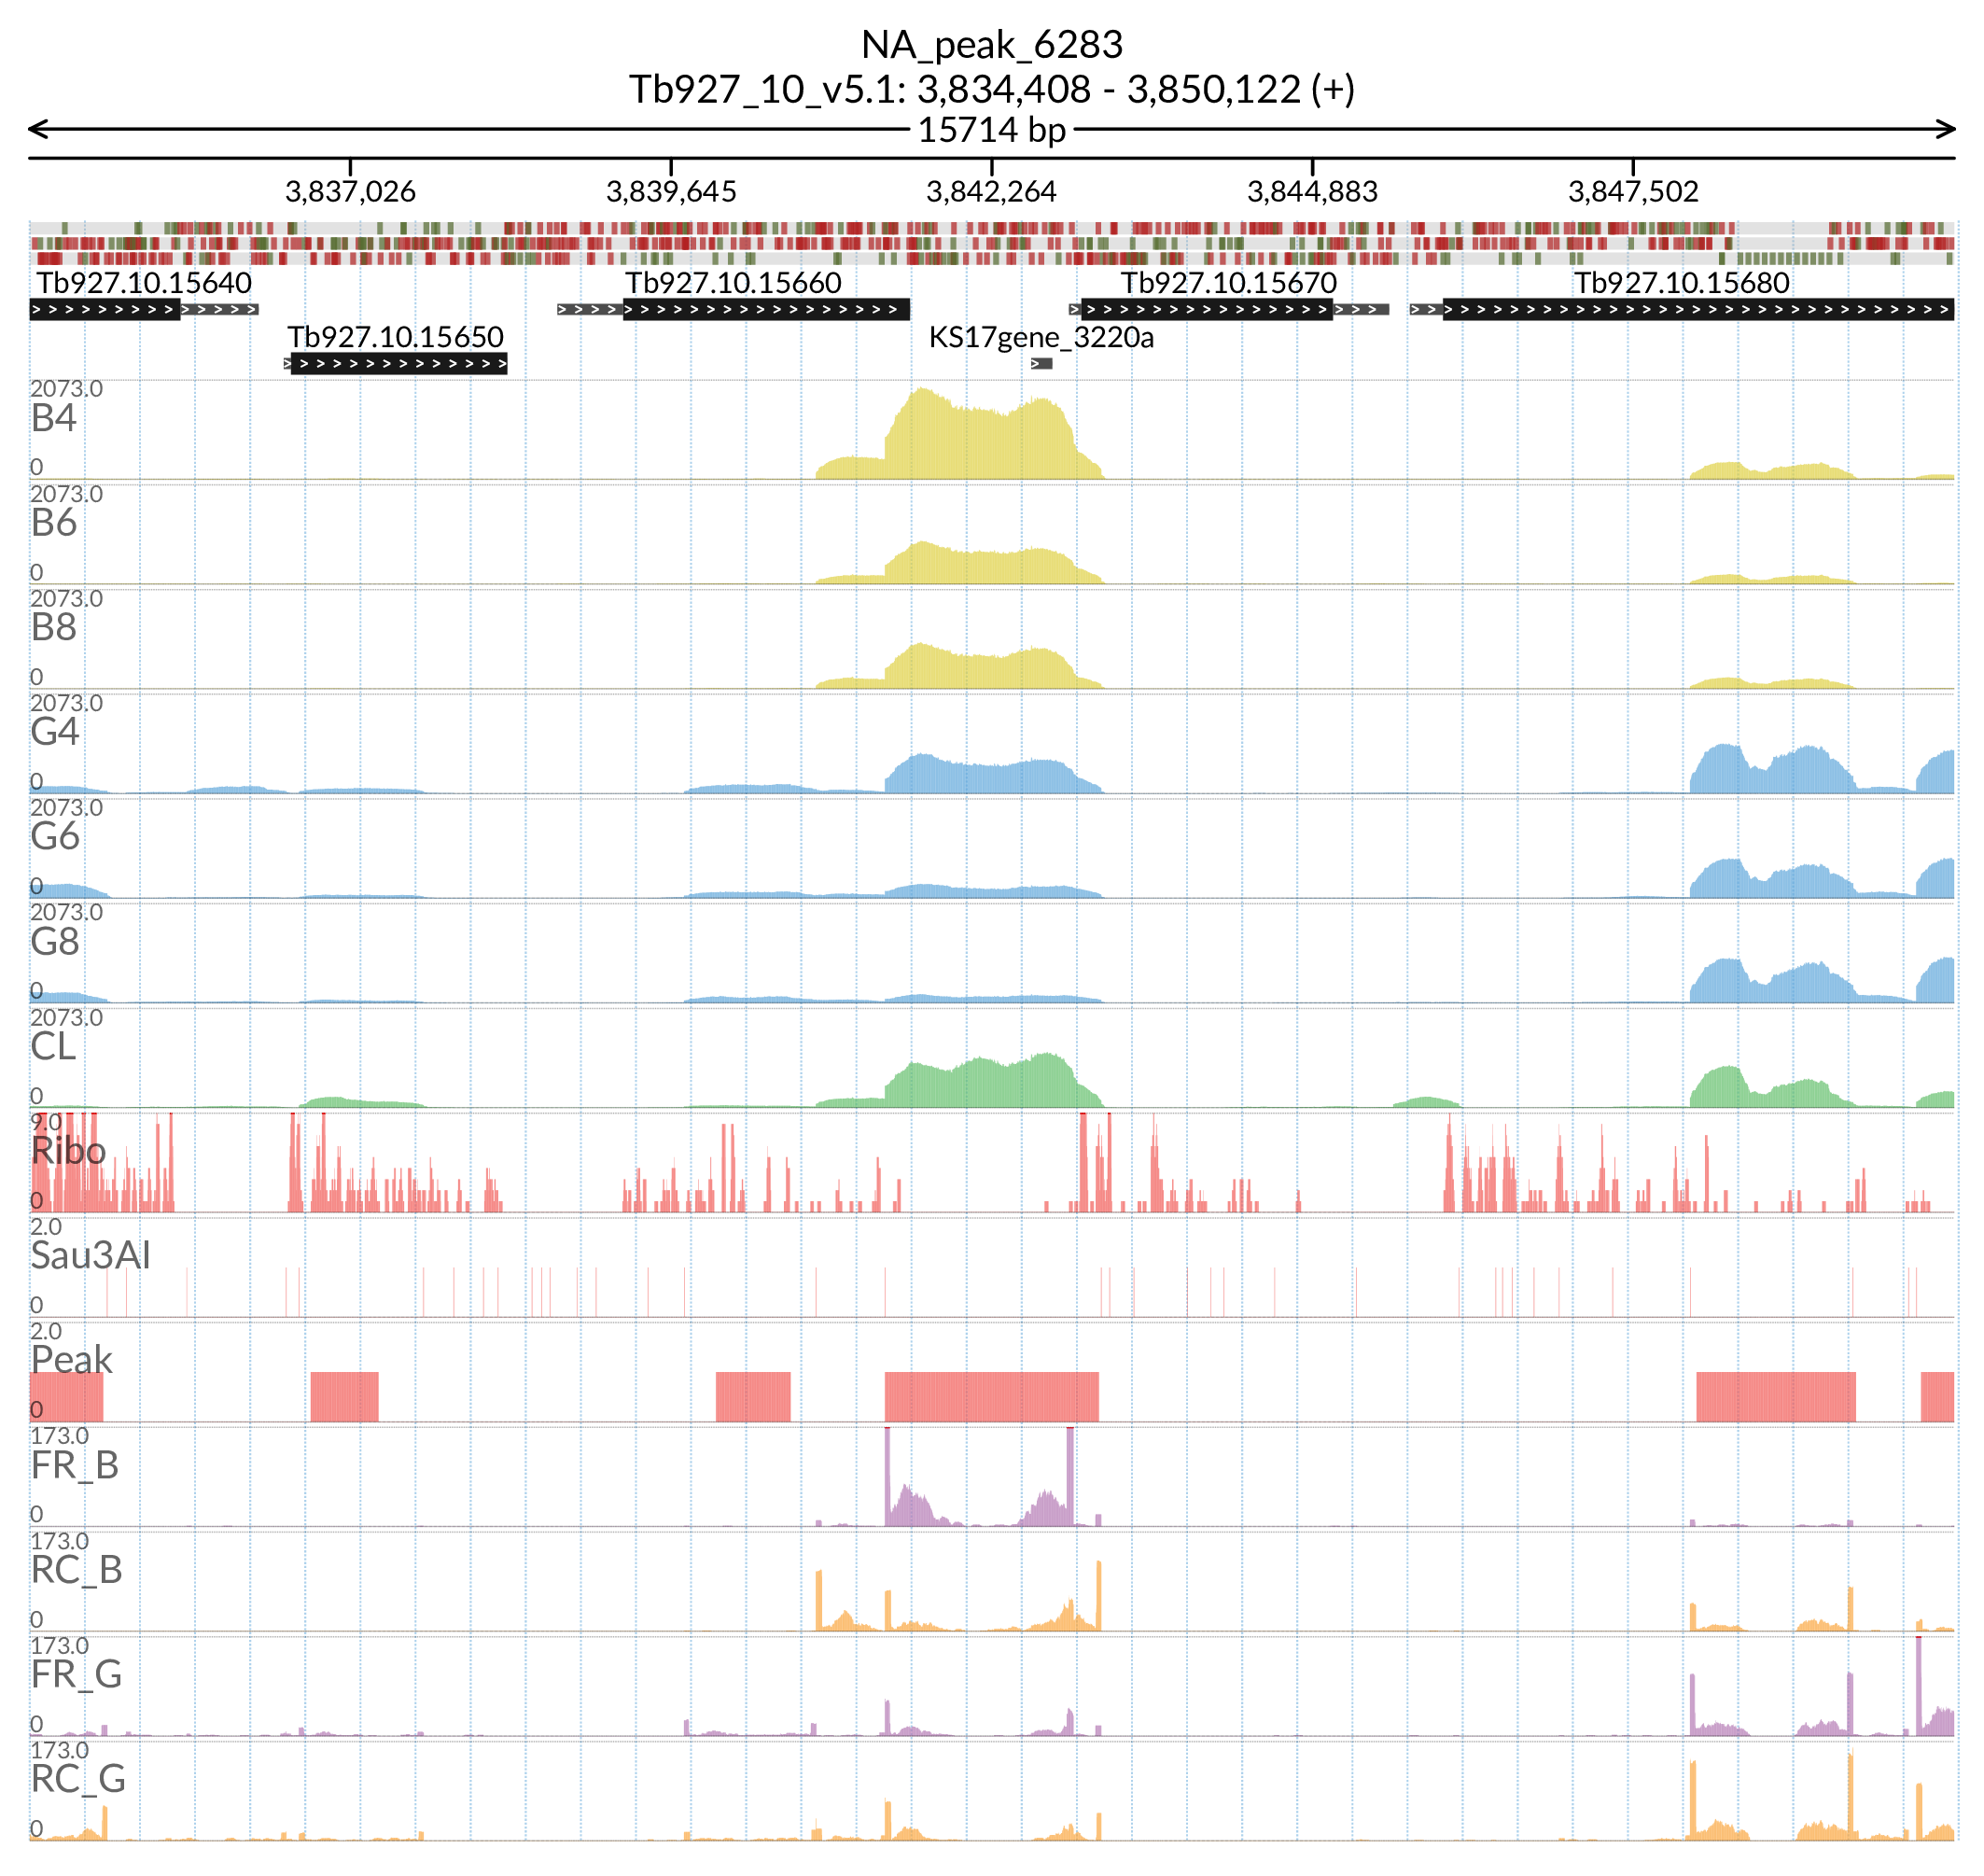 NA_peak_6283
Tb927_10_v5.1: 3,834,408 - 3,850,122 (+)
15714 bp
3,837,026 3,839,645 3,842,264 3,844,883 3,847,502
Tb927.10.15640 Tb927.10.15660 Tb927.10.15670 Tb927.10.15680
Tb927.10.15650 KS17gene_3220a
2073.0
B4
0
2073.0
B6
0
2073.0
B8
0
2073.0
G4
0
2073.0
G6
0
2073.0
G8
0
2073.0
CL
0
9.0
Ribo
0
2.0
Sau3AI
0
2.0
Peak
0
173.0
FR_B
0
173.0
RC_B
0
173.0
FR_G
0
173.0
RC_G
0